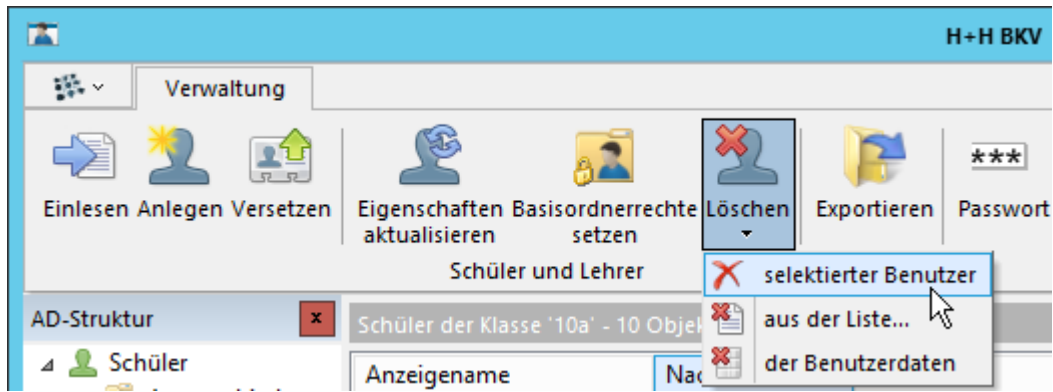 H+H BKV
Verwaltung
Einlesen Anlegen Versetzen Eigenschaften aktualisieren Basisordnerrechte setzen Löschen Exportieren Passwort
***
Schüler und Lehrer
selektierter Benutzer
aus der Liste...
der Benutzerdaten
AD-Struktur x
Schüler der Klasse '10a' - 10 Objek
Schüler
Anzeigename Nac